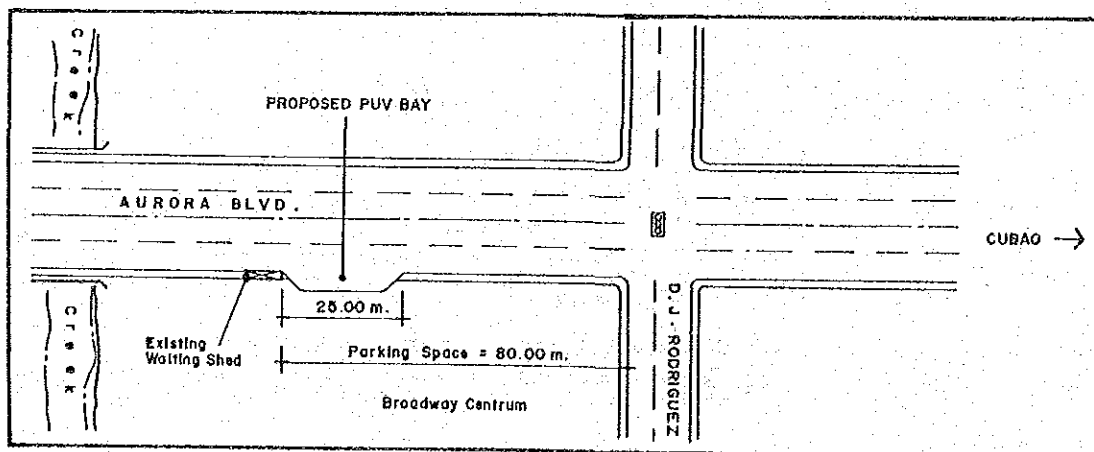 Creek
PROPOSED PUV BAY
AURORA BLVD.
CUBAO
25.00 m.
Existing
Waiting Shed
Parking Space = 80.00 m.
Broadway Centrum
Creek
D.J - RODRIGUEZ